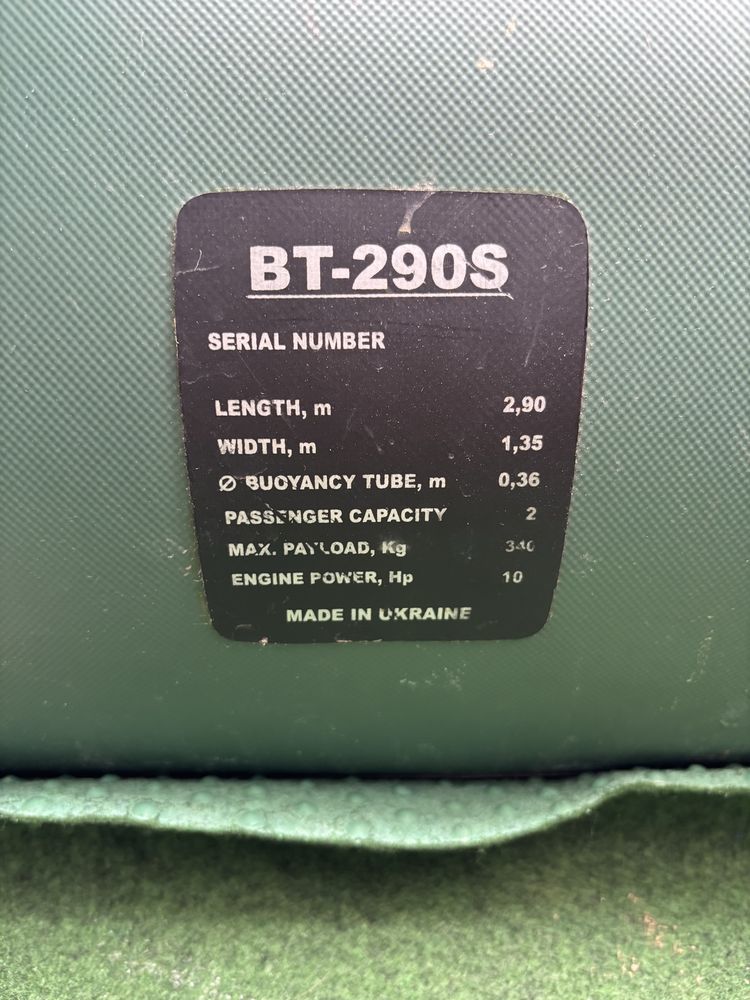 BT-290S
SERIAL NUMBER
LENGTH, m 2,90
WIDTH, m 1,35
Ø BUOYANCY TUBE, m 0,36
PASSENGER CAPACITY 2
MAX. PAYLOAD, Kg 340
ENGINE POWER, Hp 10
MADE IN UKRAINE